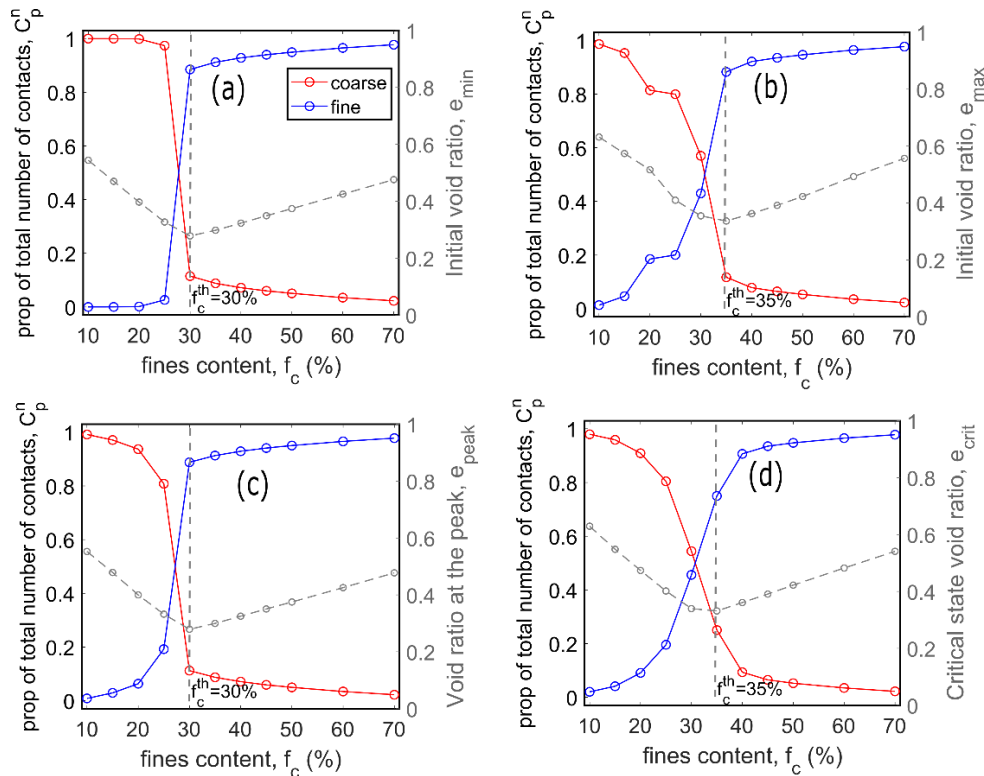 prop of total number of contacts, C_p^n
1
0.8
0.6
0.4
0.2
0
10 20 30 40 50 60 70
fines content, f_c (%)
1
0.8
0.6
0.4
0.2
0
Initial void ratio, e_min
(a)
coarse
fine
f_c^th=30%
prop of total number of contacts, C_p^n
1
0.8
0.6
0.4
0.2
0
10 20 30 40 50 60 70
fines content, f_c (%)
1
0.8
0.6
0.4
0.2
0
Initial void ratio, e_max
(b)
f_c^th=35%
prop of total number of contacts, C_p^n
1
0.8
0.6
0.4
0.2
0
10 20 30 40 50 60 70
fines content, f_c (%)
1
0.8
0.6
0.4
0.2
0
Void ratio at the peak, e_peak
(c)
f_c^th=30%
prop of total number of contacts, C_p^n
1
0.8
0.6
0.4
0.2
0
10 20 30 40 50 60 70
fines content, f_c (%)
1
0.8
0.6
0.4
0.2
0
Critical state void ratio, e_crit
(d)
f_c^th=35%